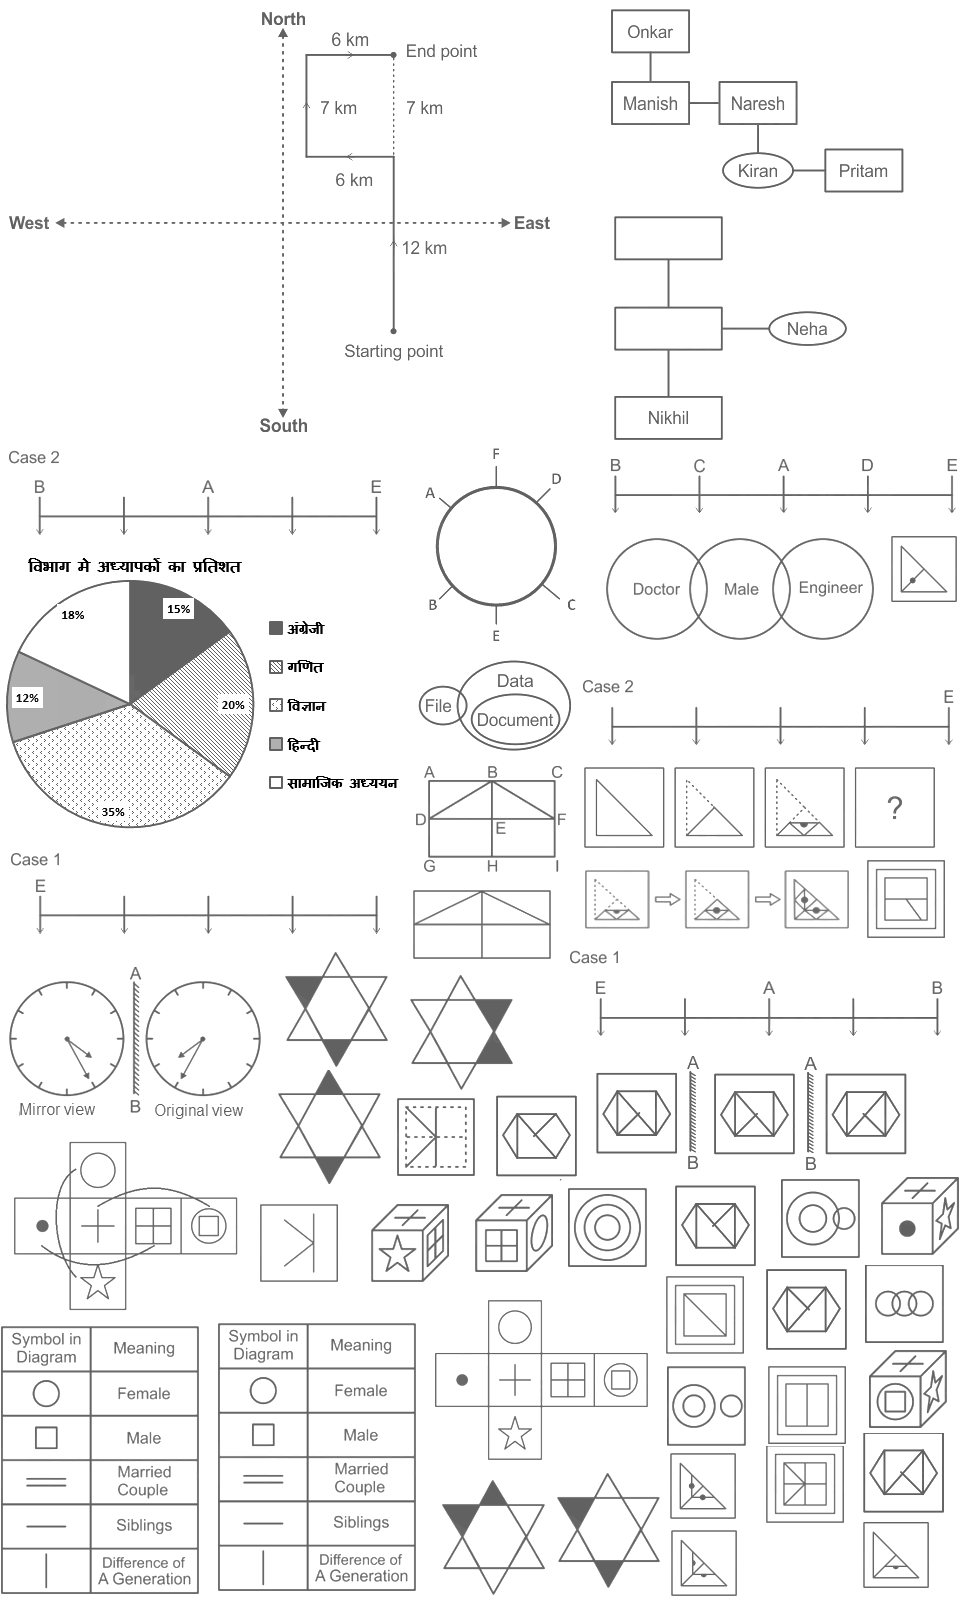 North
6 km
End point
7 km
7 km
6 km
West
East
12 km
Starting point
South
Onkar
Manish
Naresh
Kiran
Pritam
Neha
Nikhil
Case 2
B
A
E
F
A
D
B
C
E
B
C
A
D
E
Doctor
Male
Engineer
विभाग मे अध्यापकों का प्रतिशत
18%
15%
12%
20%
35%
अंग्रेजी
गणित
विज्ञान
हिन्दी
सामाजिक अध्ययन
File
Data
Document
Case 2
E
A
B
C
D
E
F
G
H
I
?
Case 1
E
Case 1
E
A
B
A
B
Mirror view
Original view
A
B
A
B
Symbol in
Diagram
Meaning
Female
Male
Married
Couple
Siblings
Difference of
A Generation
Symbol in
Diagram
Meaning
Female
Male
Married
Couple
Siblings
Difference of
A Generation